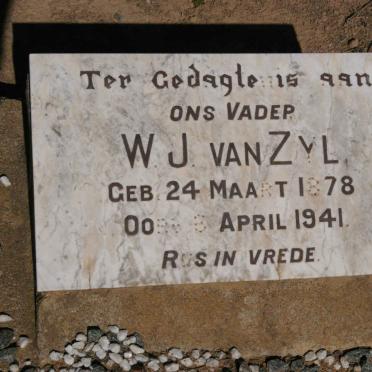 Ter Gedagtenis aan
ONS VADER
W J. VAN ZYL.
GEB. 24 MAART 1878
APRIL 1941.
RUS IN VREDE.